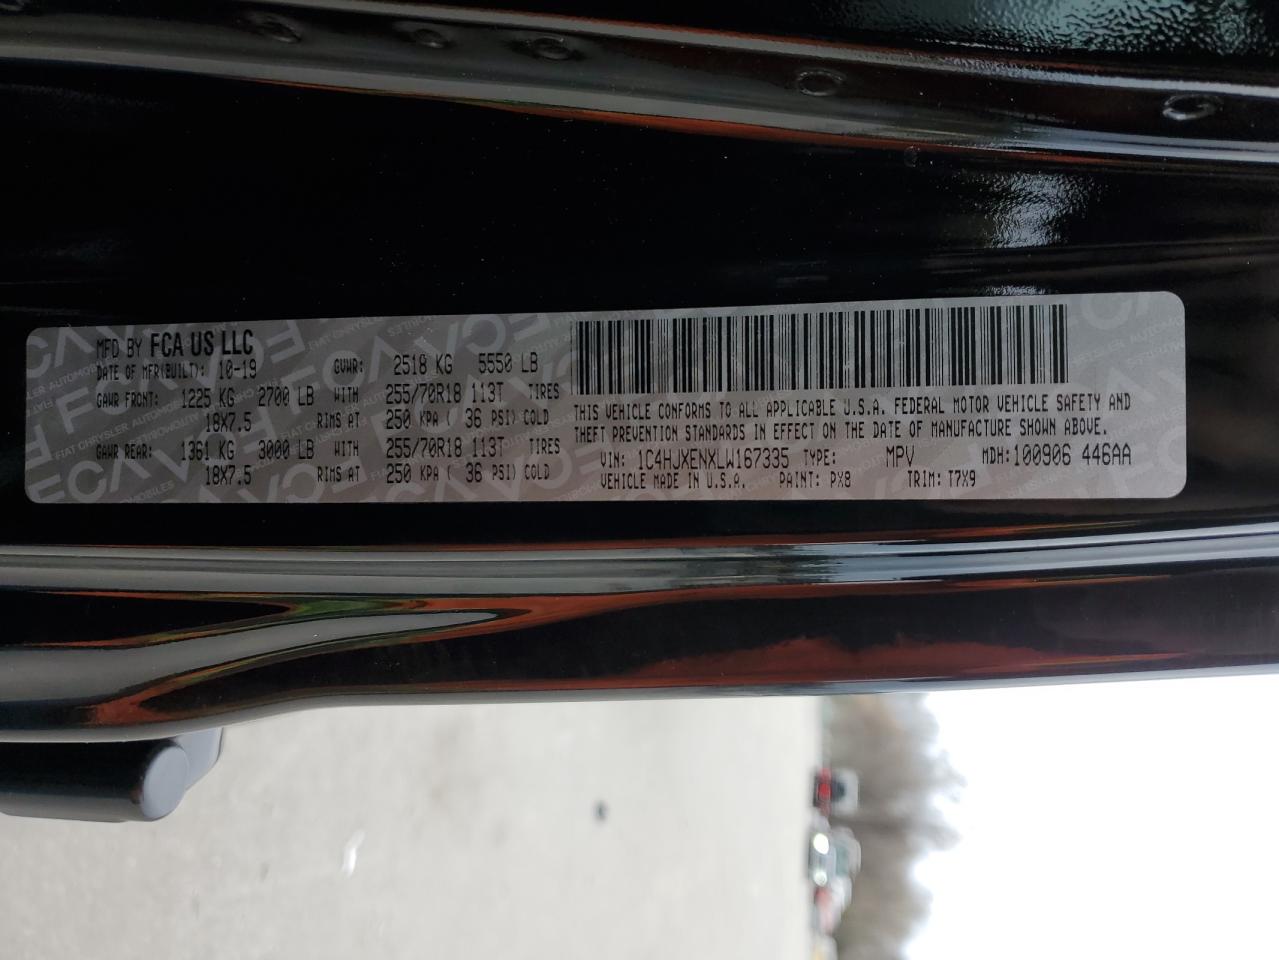 MFD BY FCA US LLC
DATE OF MFR(BUILT): 10-19 GVWR: 2518 KG 5550 LB
GAWR FRONT: 1225 KG 2700 LB WITH 255/70R18 113T TIRES
18X7.5 RIMS AT 250 KPA ( 36 PSI) COLD
GAWR REAR: 1361 KG 3000 LB WITH 255/70R18 113T TIRES
18X7.5 RIMS AT 250 KPA ( 36 PSI) COLD
THIS VEHICLE CONFORMS TO ALL APPLICABLE U.S.A. FEDERAL MOTOR VEHICLE SAFETY AND
THEFT PREVENTION STANDARDS IN EFFECT ON THE DATE OF MANUFACTURE SHOWN ABOVE.
VIN: 1C4HJXENXLW167335 TYPE: MPV MDH: 100906 446AA
VEHICLE MADE IN U.S.A. PAINT: PX8 TRIM: T7X9